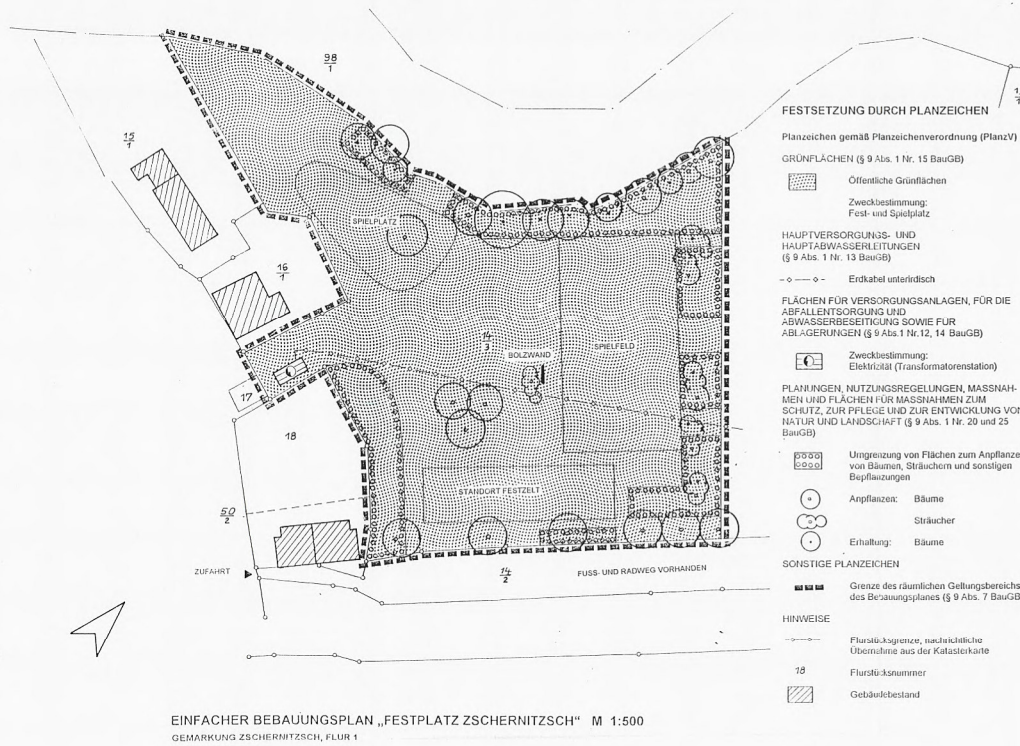 98
1
15
1
SPIELPLATZ
16
1
14
3
BOLZWAND
SPIELFELD
17
18
STANDORT FESTZELT
50
2
ZUFAHRT
14
2
FUSS- UND RADWEG VORHANDEN
EINFACHER BEBAUUNGSPLAN „FESTPLATZ ZSCHERNITZSCH“ M 1:500
GEMARKUNG ZSCHERNITZSCH, FLUR 1
FESTSETZUNG DURCH PLANZEICHEN
Planzeichen gemäß Planzeichenverordnung (PlanzV)
GRÜNFLÄCHEN (§ 9 Abs. 1 Nr. 15 BauGB)
Öffentliche Grünflächen
Zweckbestimmung:
Fest- und Spielplatz
HAUPTVERSORGUNGS- UND
HAUPTABWASSERLEITUNGEN
(§ 9 Abs. 1 Nr. 13 BauGB)
Erdkabel unterirdisch
FLÄCHEN FÜR VERSORGUNGSANLAGEN, FÜR DIE
ABFALLENTSORGUNG UND
ABWASSERBESEITIGUNG SOWIE FÜR
ABLAGERUNGEN (§ 9 Abs.1 Nr.12, 14 BauGB)
Zweckbestimmung:
Elektrizität (Transformatorenstation)
PLANUNGEN, NUTZUNGSREGELUNGEN, MASSNAH-
MEN UND FLÄCHEN FÜR MASSNAHMEN ZUM
SCHUTZ, ZUR PFLEGE UND ZUR ENTWICKLUNG VON
NATUR UND LANDSCHAFT (§ 9 Abs. 1 Nr. 20 und 25
BauGB)
Umgrenzung von Flächen zum Anpflanze
von Bäumen, Sträuchern und sonstigen
Bepflanzungen
Anpflanzen: Bäume
Sträucher
Erhaltung: Bäume
SONSTIGE PLANZEICHEN
Grenze des räumlichen Geltungsbereichs
des Bebauungsplanes (§ 9 Abs. 7 BauGB
HINWEISE
Flurstücksgrenze, nachrichtliche
Übernahme aus der Katasterkarte
18 Flurstücksnummer
Gebäudebestand